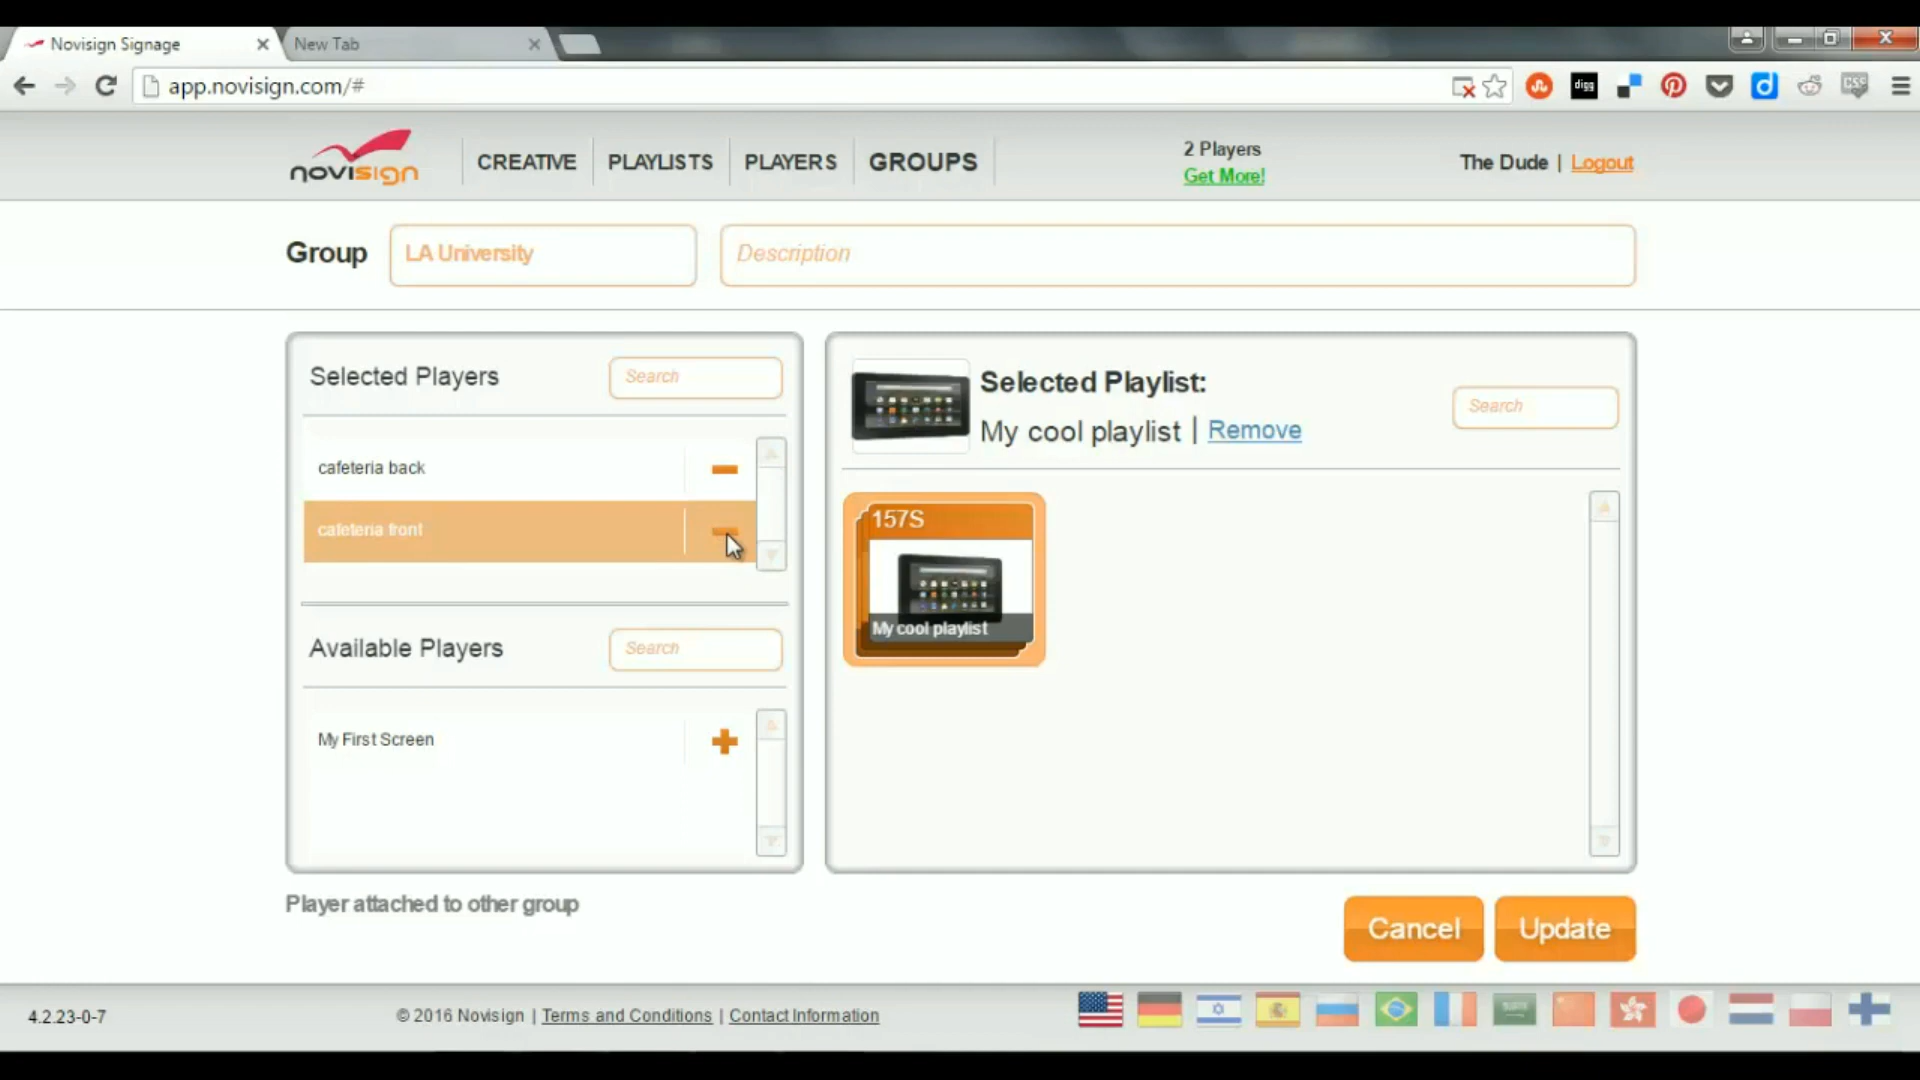 Novisign Signage
New Tab
app.novisign.com/#
digg
CSS
novisign
CREATIVE
PLAYLISTS
PLAYERS
GROUPS
2 Players
Get More!
The Dude | Logout
Group
LA University
Description
Selected Players
Search
cafeteria back
cafeteria front
Available Players
Search
My First Screen
Selected Playlist:
My cool playlist | Remove
Search
157S
My cool playlist
Player attached to other group
Cancel
Update
4.2.23-0-7
© 2016 Novisign | Terms and Conditions | Contact Information